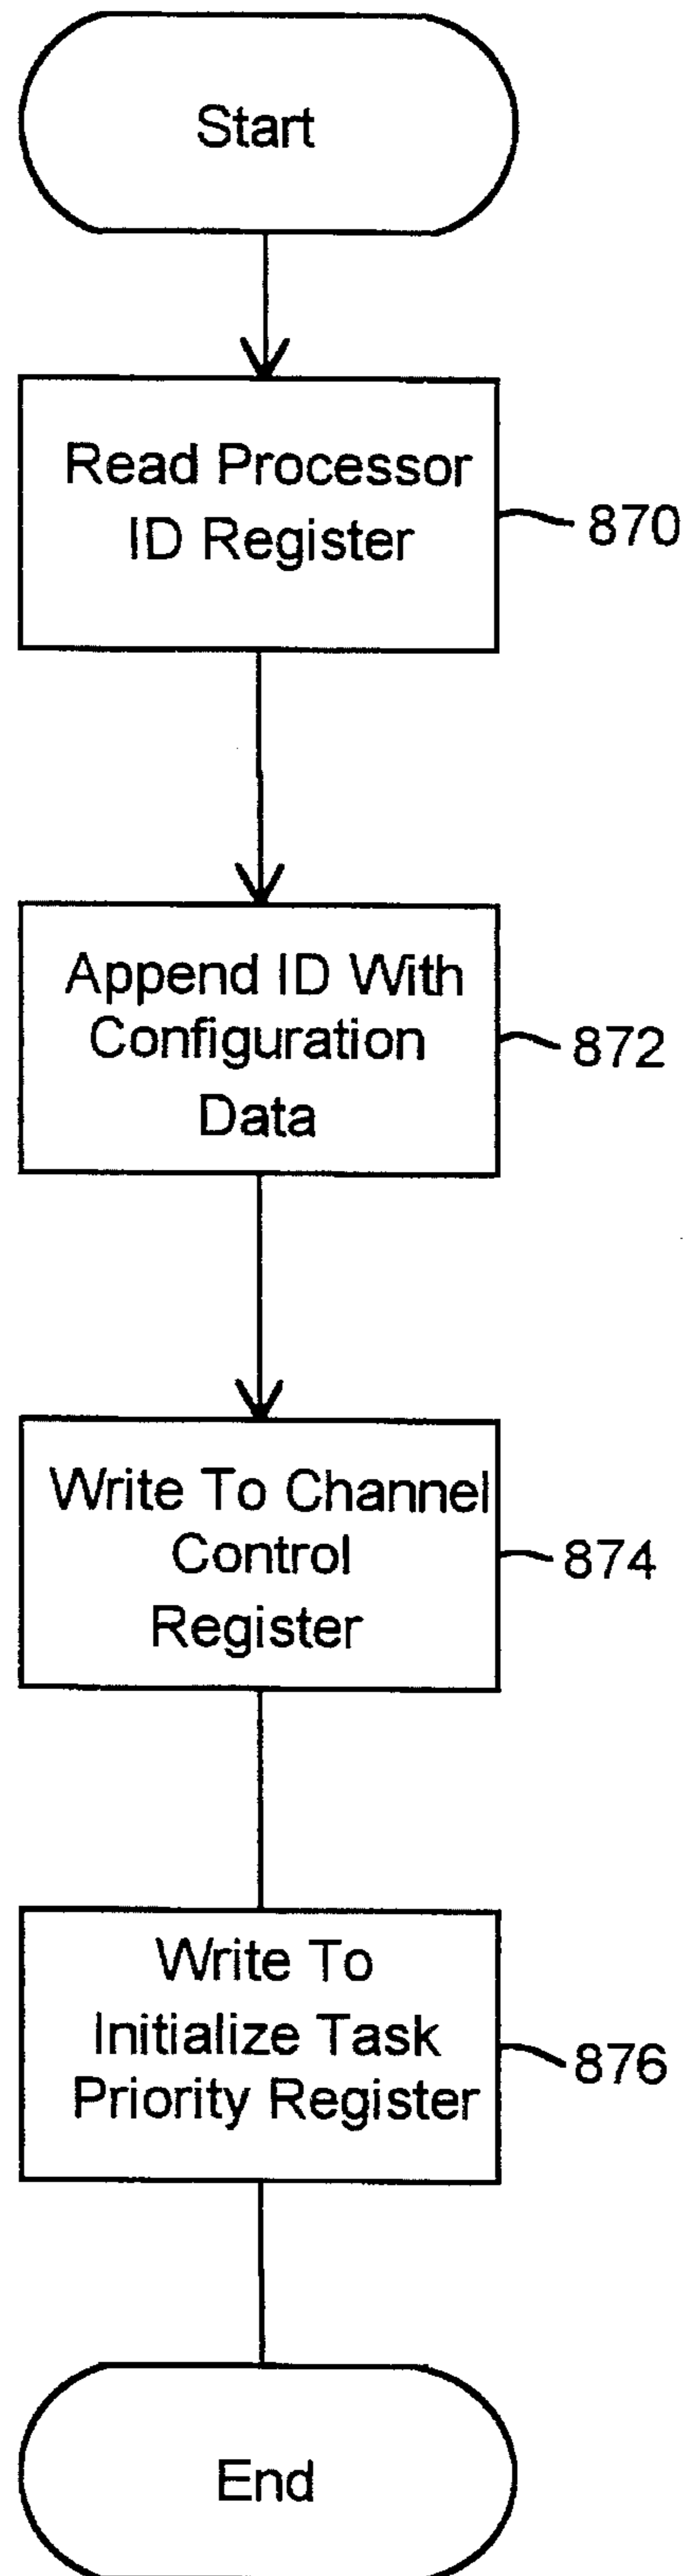 Start
Read Processor
ID Register
870
Append ID With
Configuration
Data
872
Write To Channel
Control
Register
874
Write To
Initialize Task
Priority Register
876
End